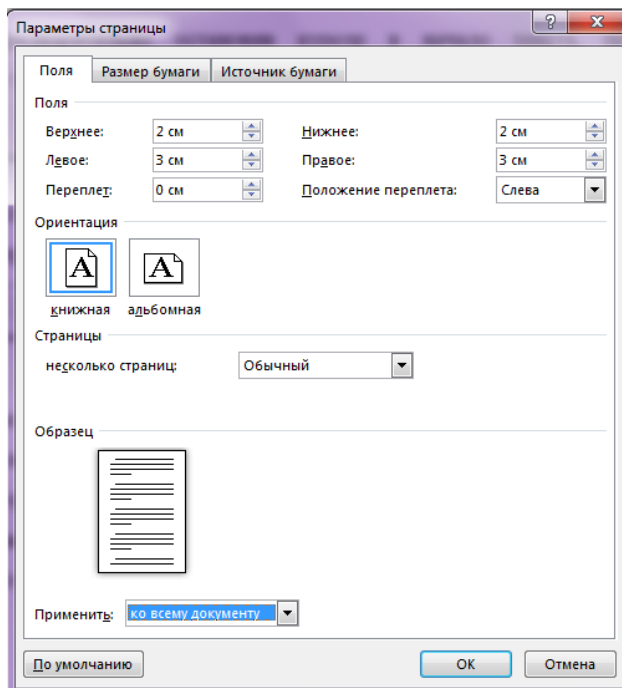 Параметры страницы
Поля Размер бумаги Источник бумаги
Поля
Верхнее: 2 см Нижнее: 2 см
Левое: 3 см Правое: 3 см
Переплет: 0 см Положение переплета: Слева
Ориентация
A A
книжная альбомная
Страницы
несколько страниц: Обычный
Образец
Применить: ко всему документу
По умолчанию ОК Отмена